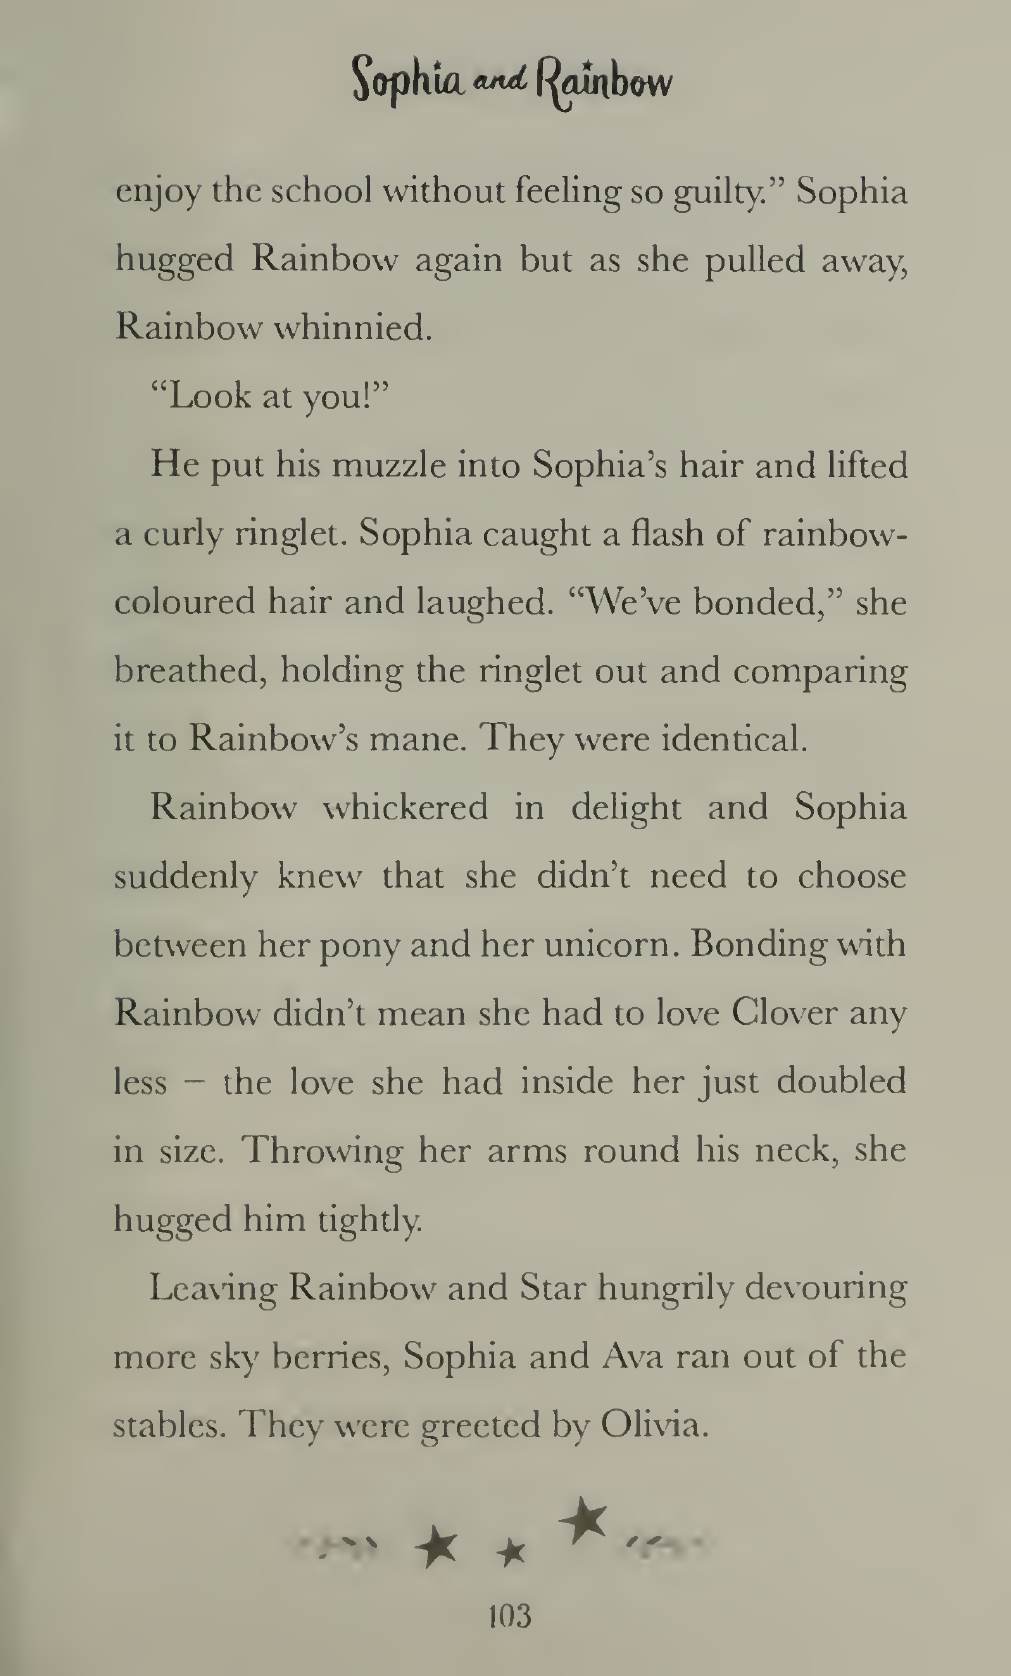 Sophia and Rainbow
enjoy the school without feeling so guilty.” Sophia
hugged Rainbow again but as she pulled away,
Rainbow whinnied.
“Look at you!”
He put his muzzle into Sophia’s hair and lifted
a curly ringlet. Sophia caught a flash of rainbow-
coloured hair and laughed. “We’ve bonded,” she
breathed, holding the ringlet out and comparing
it to Rainbow’s mane. They were identical.
Rainbow whickered in delight and Sophia
suddenly knew that she didn’t need to choose
between her pony and her unicorn. Bonding with
Rainbow didn’t mean she had to love Clover any
less – the love she had inside her just doubled
in size. Throwing her arms round his neck, she
hugged him tightly.
Leaving Rainbow and Star hungrily devouring
more sky berries, Sophia and Ava ran out of the
stables. They were greeted by Olivia.
103